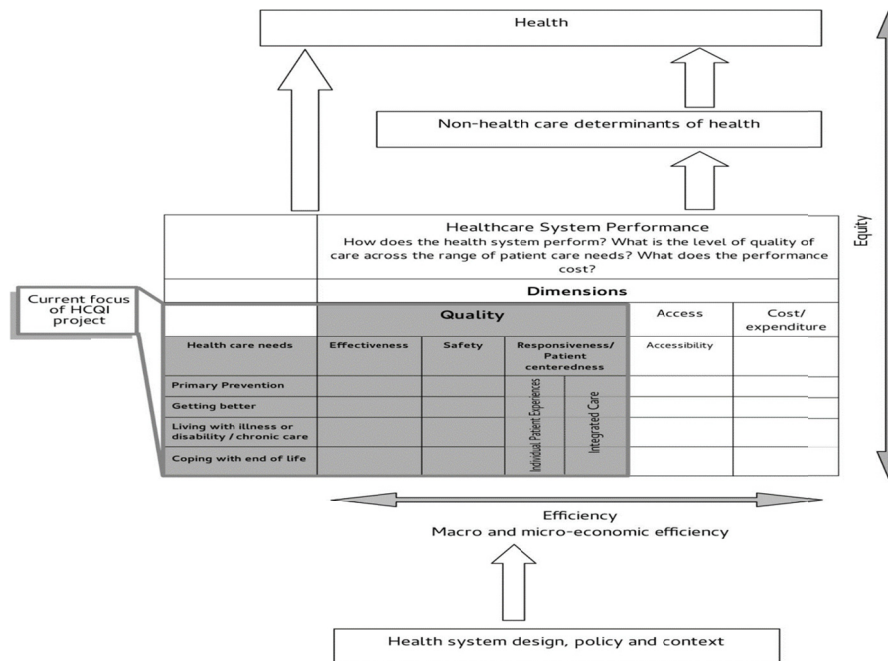 Health
Non-health care determinants of health
Healthcare System Performance
How does the health system perform? What is the level of quality of
care across the range of patient care needs? What does the performance
cost?
Dimensions
Current focus
of HCQI
project
Quality
Access
Cost/
expenditure
Health care needs
Effectiveness
Safety
Responsiveness/
Patient
centeredness
Accessibility
Primary Prevention
Getting better
Living with illness or
disability / chronic care
Coping with end of life
Individual Patient Experiences
Integrated Care
Equity
Efficiency
Macro and micro-economic efficiency
Health system design, policy and context